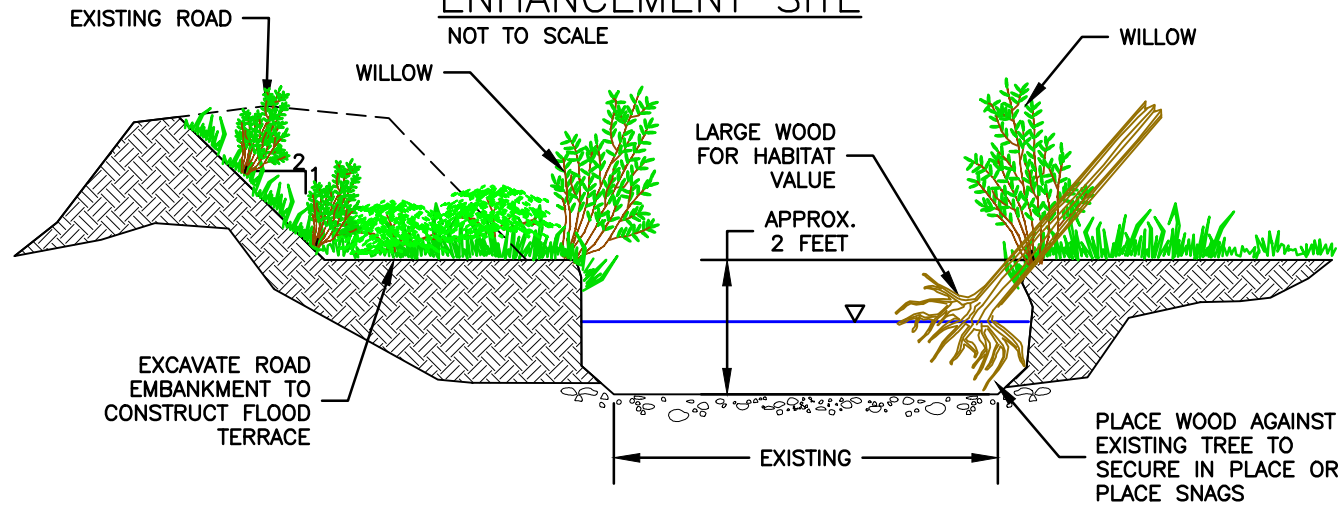 ENHANCEMENT SITE
NOT TO SCALE
EXISTING ROAD
WILLOW
WILLOW
LARGE WOOD
FOR HABITAT
VALUE
APPROX.
2 FEET
2
1
EXCAVATE ROAD
EMBANKMENT TO
CONSTRUCT FLOOD
TERRACE
EXISTING
PLACE WOOD AGAINST
EXISTING TREE TO
SECURE IN PLACE OR
PLACE SNAGS